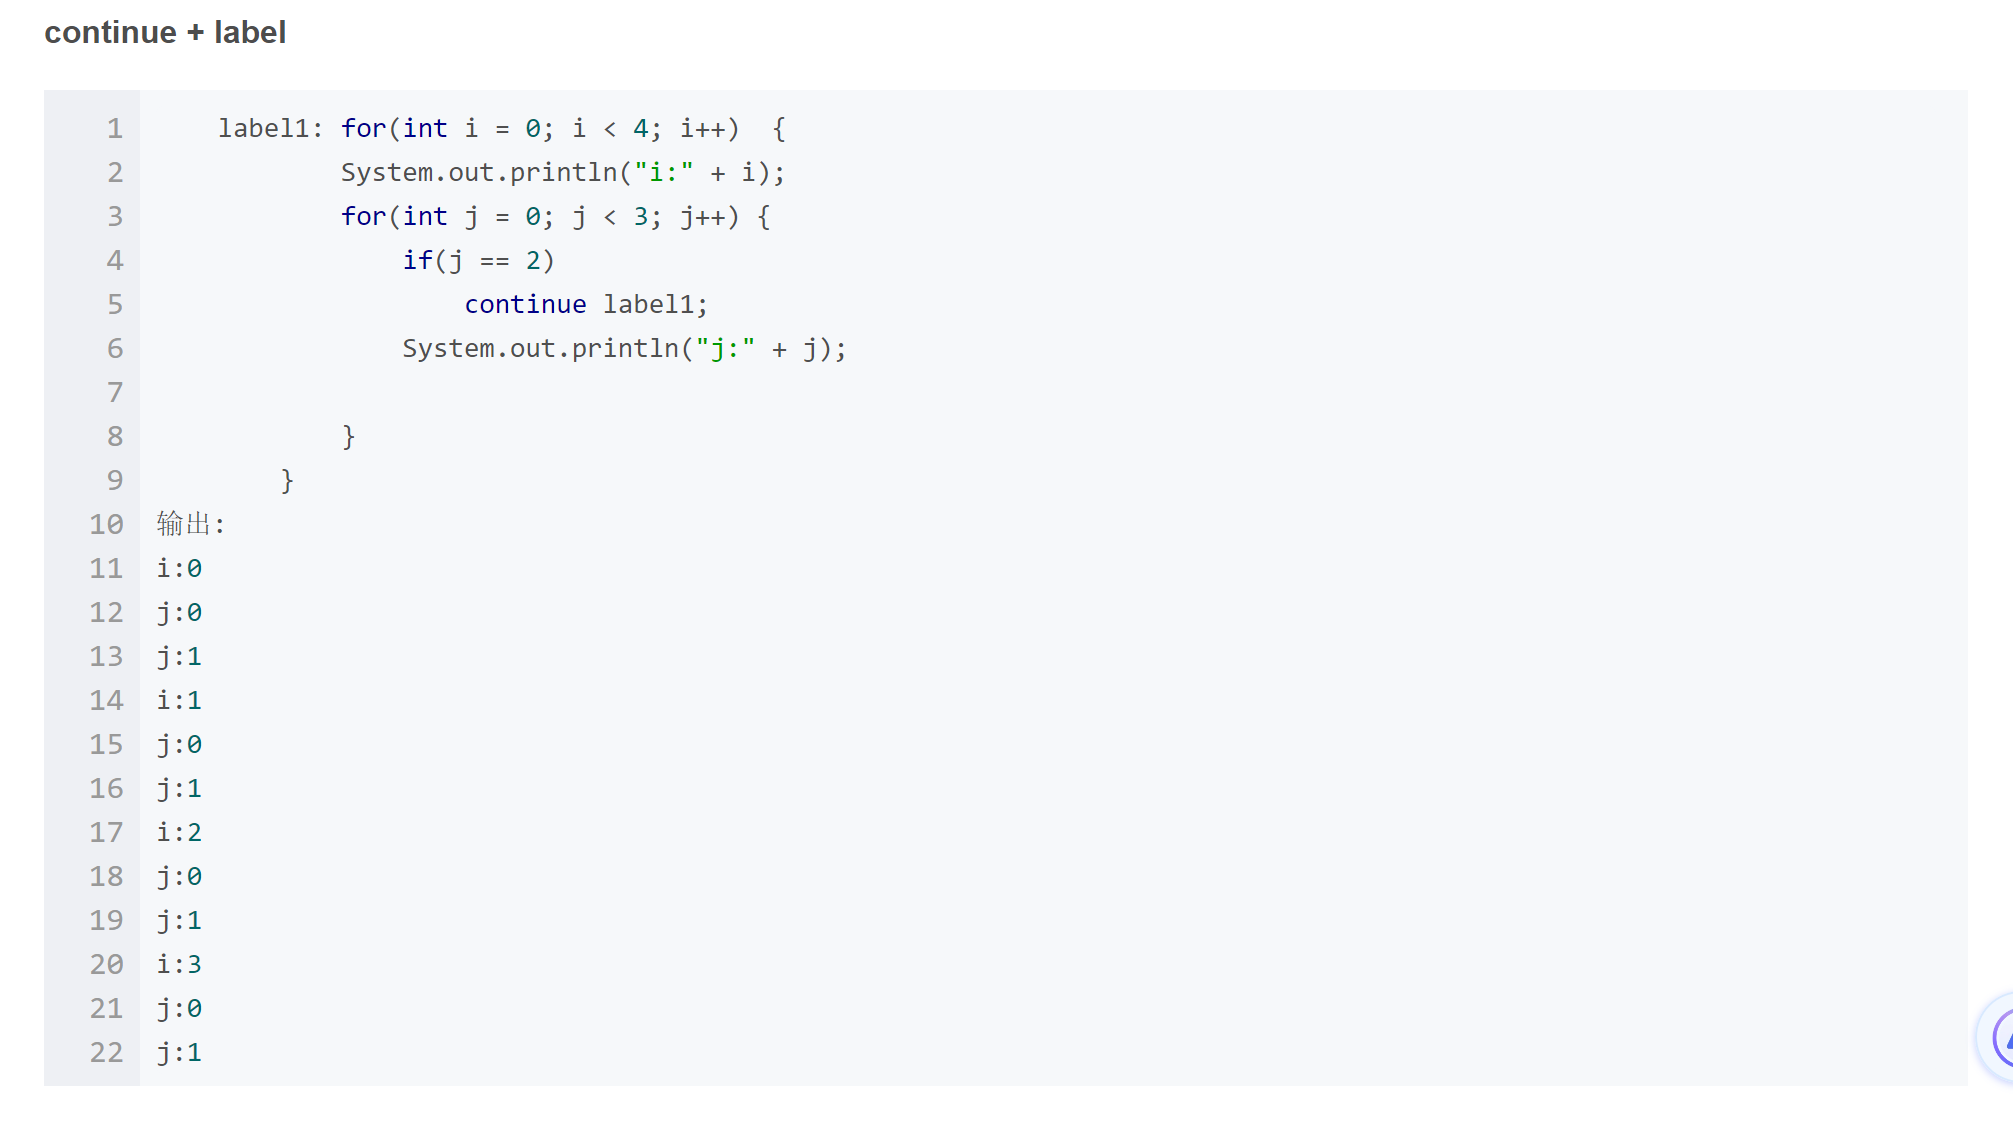 continue + label
1 label1: for(int i = 0; i < 4; i++)  {
2 System.out.println("i:" + i);
3 for(int j = 0; j < 3; j++) {
4 if(j == 2)
5 continue label1;
6 System.out.println("j:" + j);
7
8 }
9 }
10 输出:
11 i:0
12 j:0
13 j:1
14 i:1
15 j:0
16 j:1
17 i:2
18 j:0
19 j:1
20 i:3
21 j:0
22 j:1